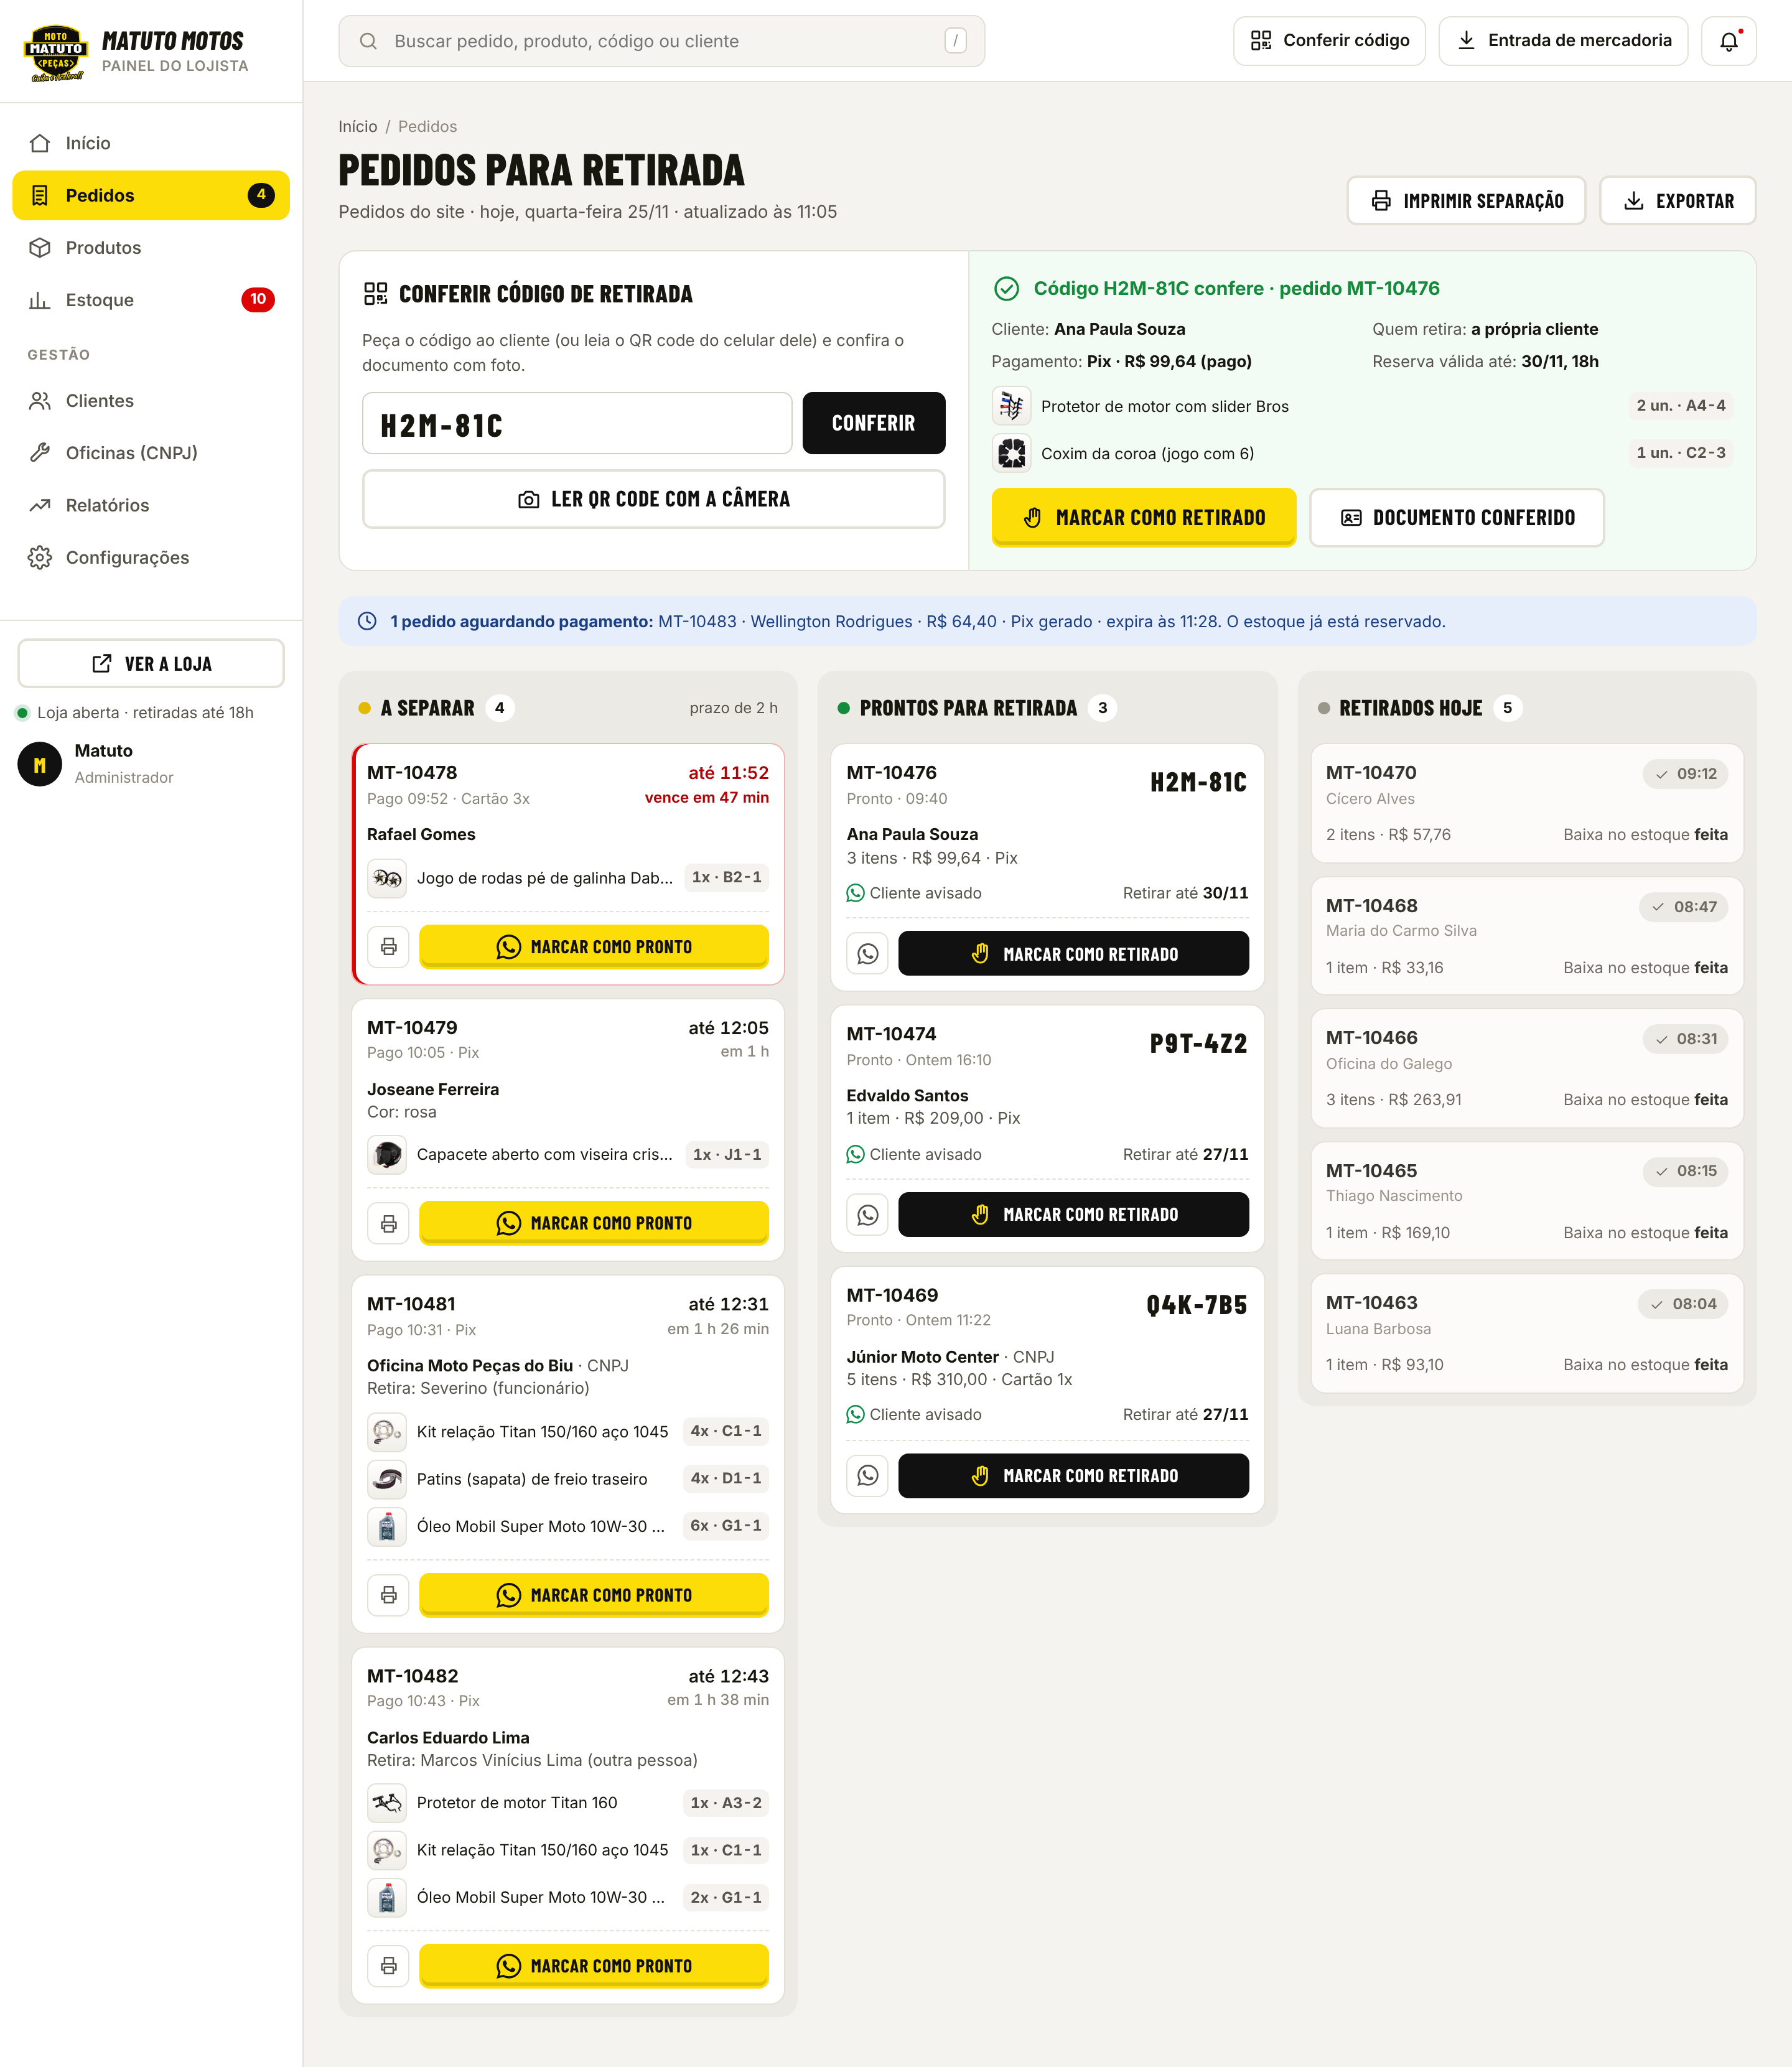 MOTO
MATUTO
PEÇAS
MATUTO MOTOS
PAINEL DO LOJISTA
Início
Pedidos 4
Produtos
Estoque 10
GESTÃO
Clientes
Oficinas (CNPJ)
Relatórios
Configurações
VER A LOJA
Loja aberta · retiradas até 18h
M
Matuto
Administrador
Buscar pedido, produto, código ou cliente /
Conferir código
Entrada de mercadoria
Início / Pedidos
PEDIDOS PARA RETIRADA
Pedidos do site · hoje, quarta-feira 25/11 · atualizado às 11:05
IMPRIMIR SEPARAÇÃO
EXPORTAR
CONFERIR CÓDIGO DE RETIRADA
Peça o código ao cliente (ou leia o QR code do celular dele) e confira o
documento com foto.
H2M-81C
CONFERIR
LER QR CODE COM A CÂMERA
Código H2M-81C confere · pedido MT-10476
Cliente: Ana Paula Souza
Quem retira: a própria cliente
Pagamento: Pix · R$ 99,64 (pago)
Reserva válida até: 30/11, 18h
Protetor de motor com slider Bros 2 un. · A4-4
Coxim da coroa (jogo com 6) 1 un. · C2-3
MARCAR COMO RETIRADO
DOCUMENTO CONFERIDO
1 pedido aguardando pagamento: MT-10483 · Wellington Rodrigues · R$ 64,40 · Pix gerado · expira às 11:28. O estoque já está reservado.
A SEPARAR 4 prazo de 2 h
MT-10478 até 11:52
Pago 09:52 · Cartão 3x vence em 47 min
Rafael Gomes
Jogo de rodas pé de galinha Dab... 1x · B2-1
MARCAR COMO PRONTO
MT-10479 até 12:05
Pago 10:05 · Pix em 1 h
Joseane Ferreira
Cor: rosa
Capacete aberto com viseira cris... 1x · J1-1
MARCAR COMO PRONTO
MT-10481 até 12:31
Pago 10:31 · Pix em 1 h 26 min
Oficina Moto Peças do Biu · CNPJ
Retira: Severino (funcionário)
Kit relação Titan 150/160 aço 1045 4x · C1-1
Patins (sapata) de freio traseiro 4x · D1-1
Óleo Mobil Super Moto 10W-30 ... 6x · G1-1
MARCAR COMO PRONTO
MT-10482 até 12:43
Pago 10:43 · Pix em 1 h 38 min
Carlos Eduardo Lima
Retira: Marcos Vinícius Lima (outra pessoa)
Protetor de motor Titan 160 1x · A3-2
Kit relação Titan 150/160 aço 1045 1x · C1-1
Óleo Mobil Super Moto 10W-30 ... 2x · G1-1
MARCAR COMO PRONTO
PRONTOS PARA RETIRADA 3
MT-10476 H2M-81C
Pronto · 09:40
Ana Paula Souza
3 itens · R$ 99,64 · Pix
Cliente avisado Retirar até 30/11
MARCAR COMO RETIRADO
MT-10474 P9T-4Z2
Pronto · Ontem 16:10
Edvaldo Santos
1 item · R$ 209,00 · Pix
Cliente avisado Retirar até 27/11
MARCAR COMO RETIRADO
MT-10469 Q4K-7B5
Pronto · Ontem 11:22
Júnior Moto Center · CNPJ
5 itens · R$ 310,00 · Cartão 1x
Cliente avisado Retirar até 27/11
MARCAR COMO RETIRADO
RETIRADOS HOJE 5
MT-10470 09:12
Cícero Alves
2 itens · R$ 57,76 Baixa no estoque feita
MT-10468 08:47
Maria do Carmo Silva
1 item · R$ 33,16 Baixa no estoque feita
MT-10466 08:31
Oficina do Galego
3 itens · R$ 263,91 Baixa no estoque feita
MT-10465 08:15
Thiago Nascimento
1 item · R$ 169,10 Baixa no estoque feita
MT-10463 08:04
Luana Barbosa
1 item · R$ 93,10 Baixa no estoque feita